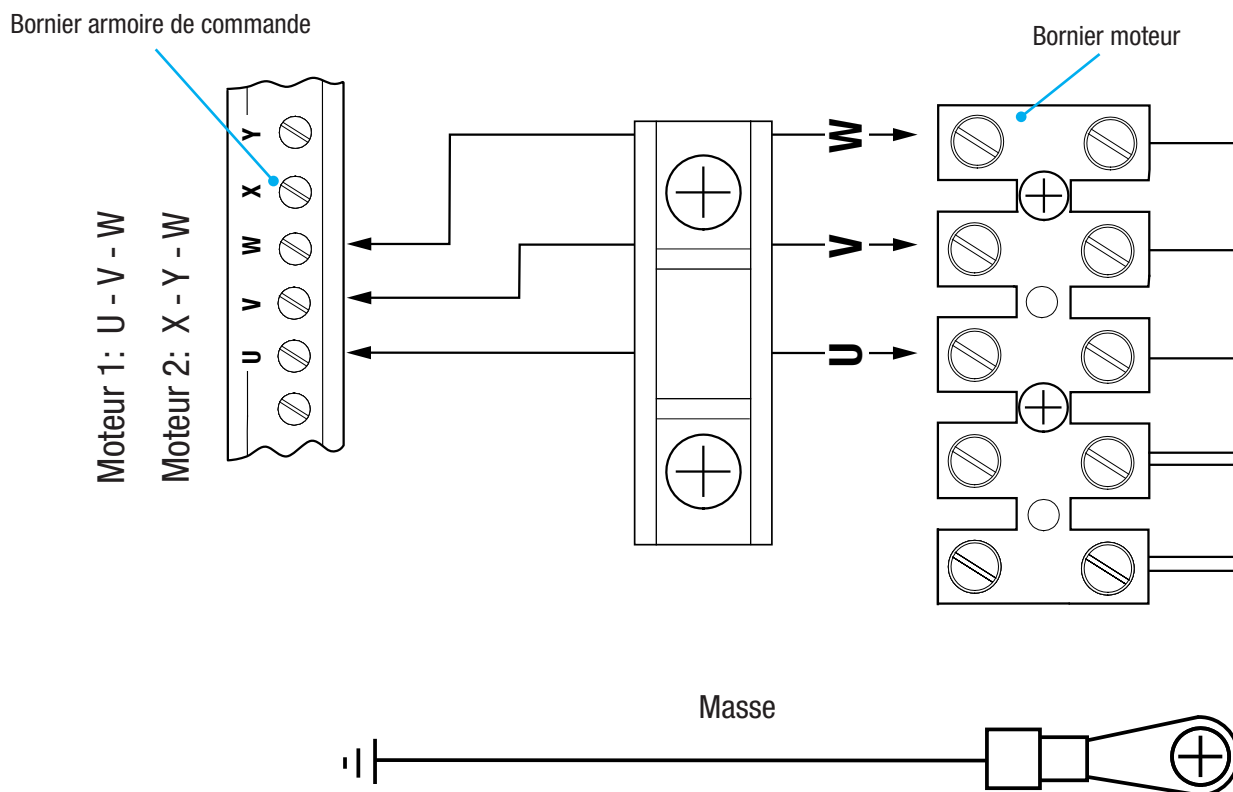 Bornier armoire de commande
Bornier moteur
Y
X
W
V
U
Moteur 1: U - V - W
Moteur 2: X - Y - W
W
V
U
Masse